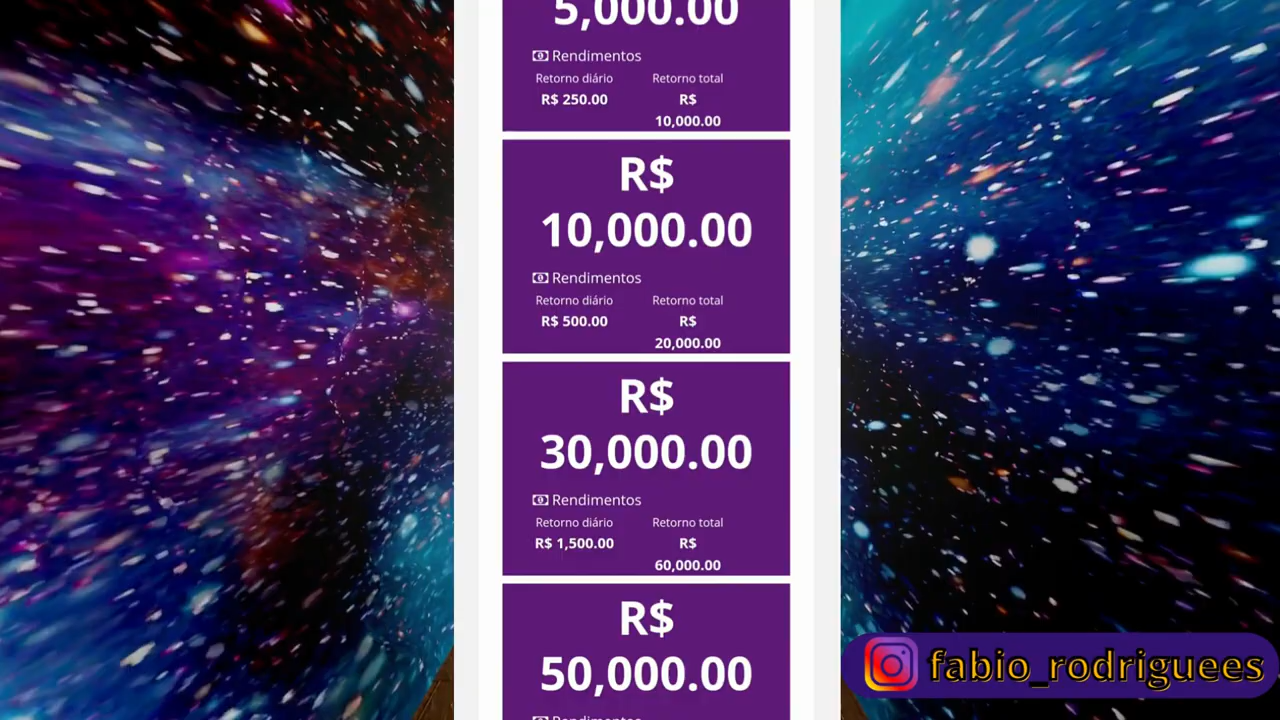 5,000.00
Rendimentos
Retorno diário Retorno total
R$ 250.00 R$
10,000.00
R$
10,000.00
Rendimentos
Retorno diário Retorno total
R$ 500.00 R$
20,000.00
R$
30,000.00
Rendimentos
Retorno diário Retorno total
R$ 1,500.00 R$
60,000.00
R$
50,000.00
Rendimentos
fabio_rodriguees